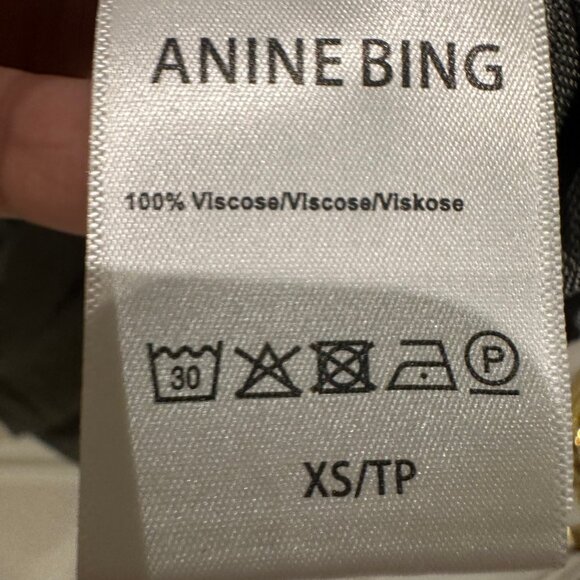 ANINE BING
100% Viscose/Viscose/Viskose
30 P
XS/TP